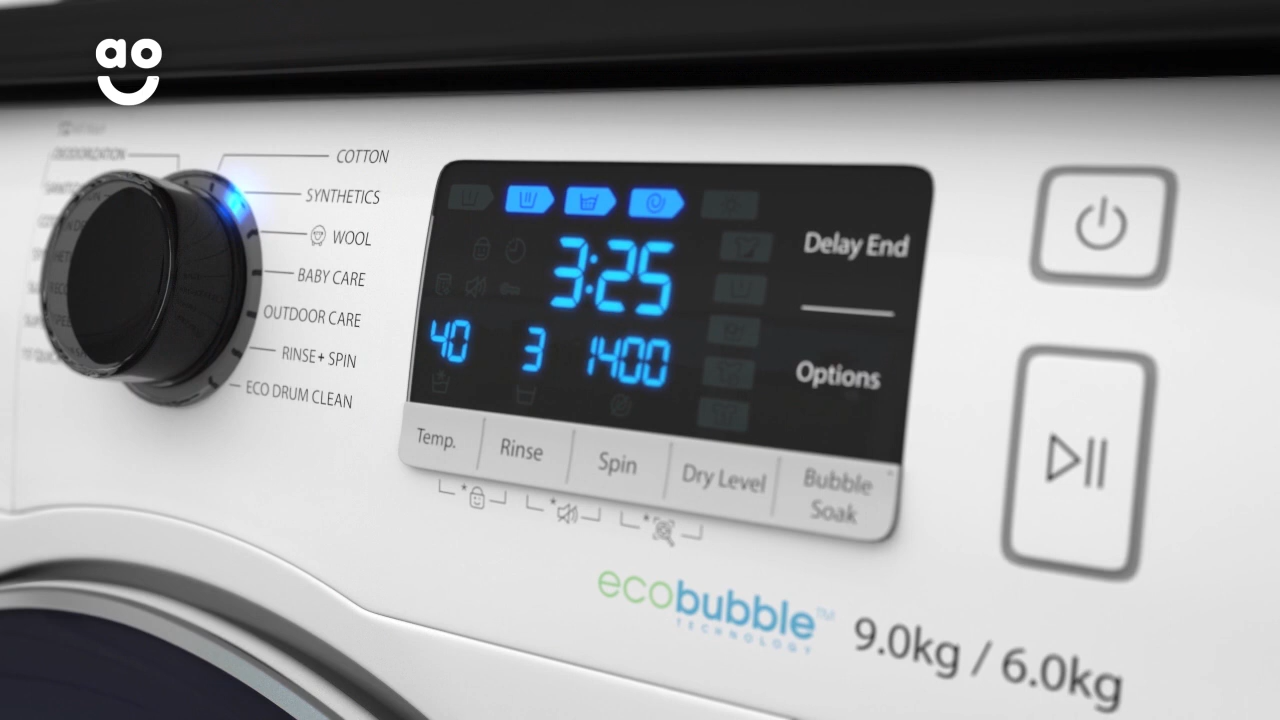 ao
DEODORIZATION
COTTON
SYNTHETICS
WOOL
BABY CARE
OUTDOOR CARE
RINSE+ SPIN
ECO DRUM CLEAN
3:25
40 3 1400
Delay End
Options
Temp. Rinse Spin Dry Level Bubble Soak
ecobubble™
TECHNOLOGY
9.0kg / 6.0kg